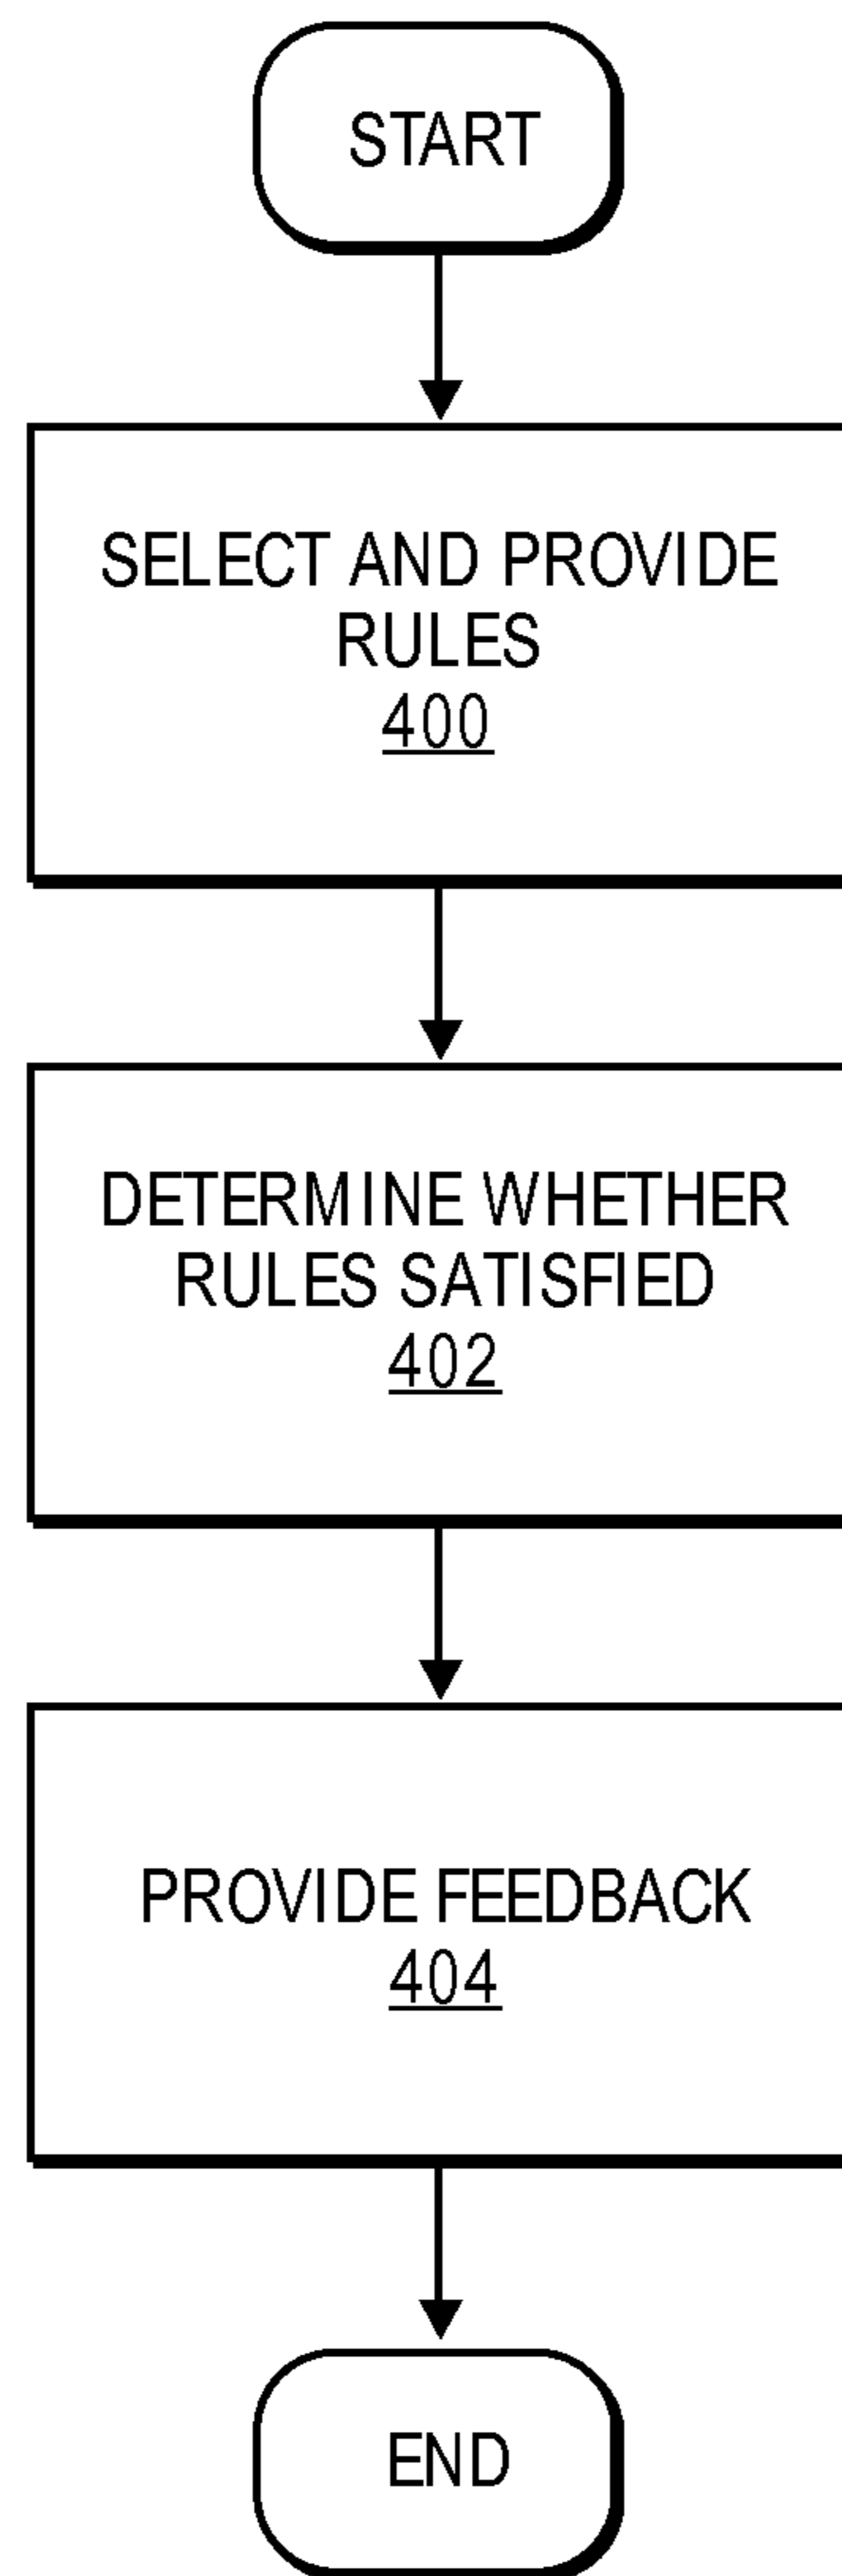 START
SELECT AND PROVIDE
RULES
400
DETERMINE WHETHER
RULES SATISFIED
402
PROVIDE FEEDBACK
404
END